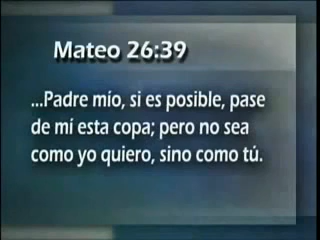 Mateo 26:39
...Padre mío, si es posible, pase
de mí esta copa; pero no sea
como yo quiero, sino como tú.